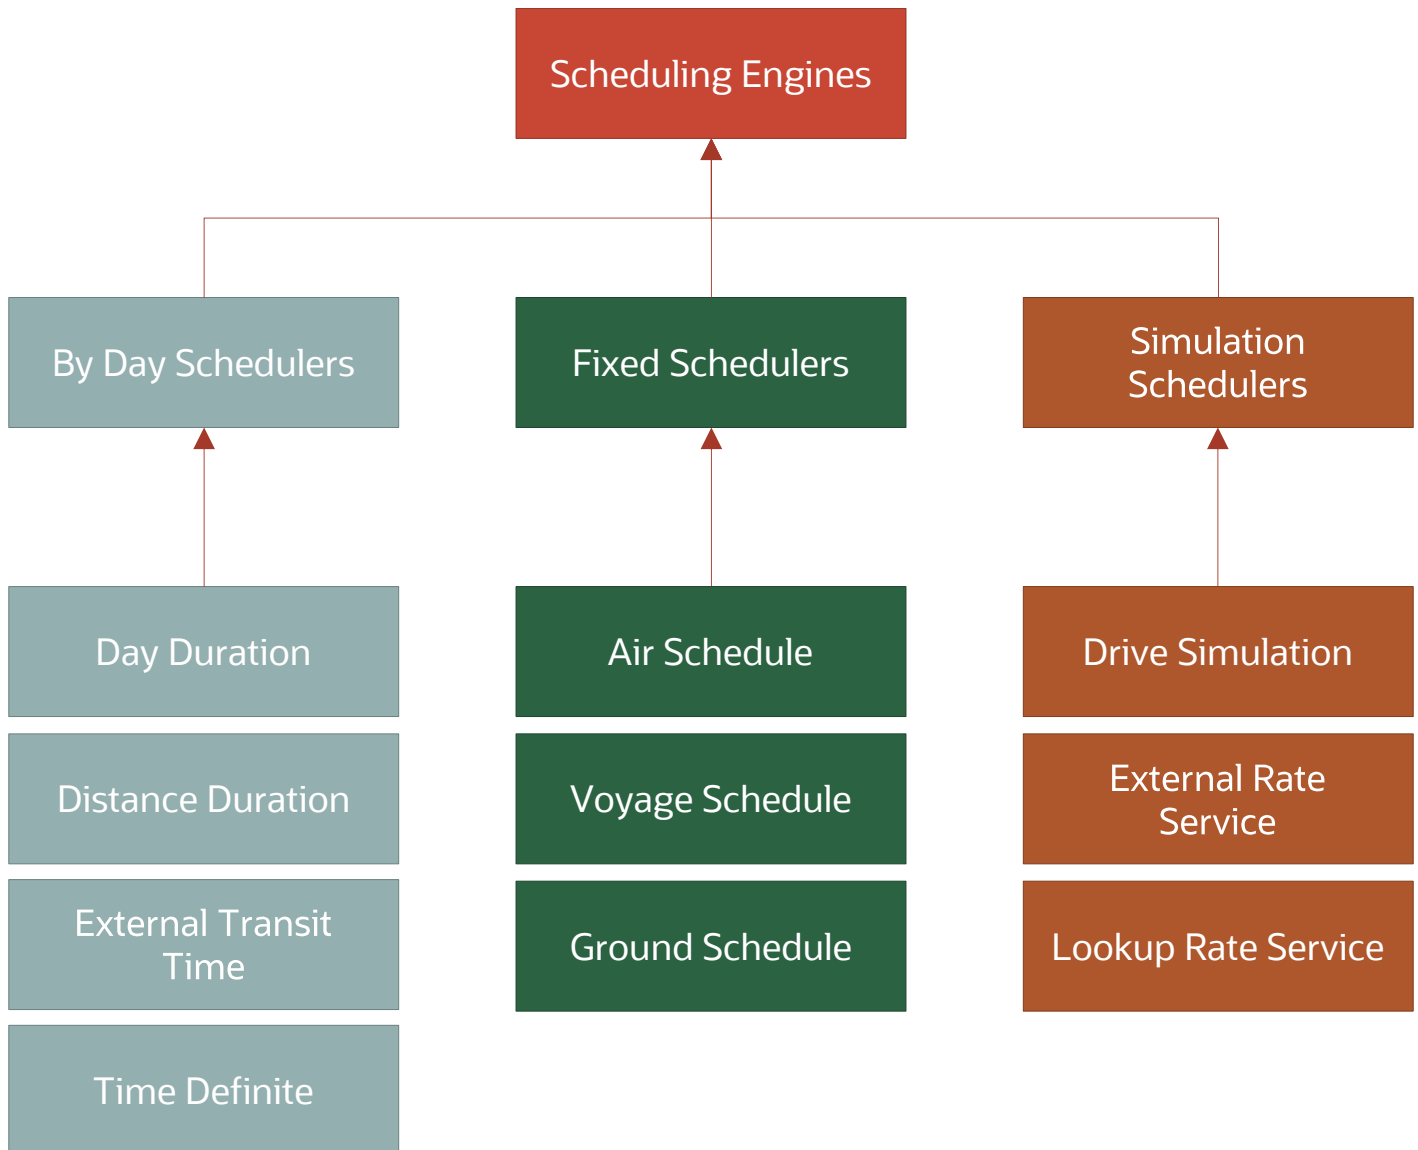 Scheduling Engines
By Day Schedulers
Fixed Schedulers
Simulation
Schedulers
Day Duration
Air Schedule
Drive Simulation
Distance Duration
Voyage Schedule
External Rate
Service
External Transit
Time
Ground Schedule
Lookup Rate Service
Time Definite